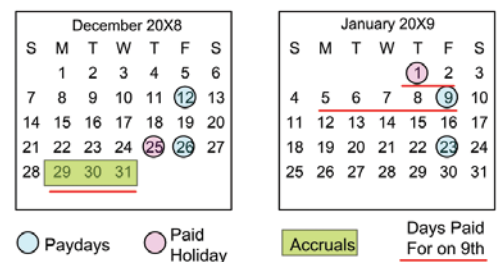 December 20X8
S M T W T F S
1 2 3 4 5 6
7 8 9 10 11 12 13
14 15 16 17 18 19 20
21 22 23 24 25 26 27
28 29 30 31
January 20X9
S M T W T F S
1 2 3
4 5 6 7 8 9 10
11 12 13 14 15 16 17
18 19 20 21 22 23 24
25 26 27 28 29 30 31
Paydays
Paid
Holiday
Accruals
Days Paid
For on 9th